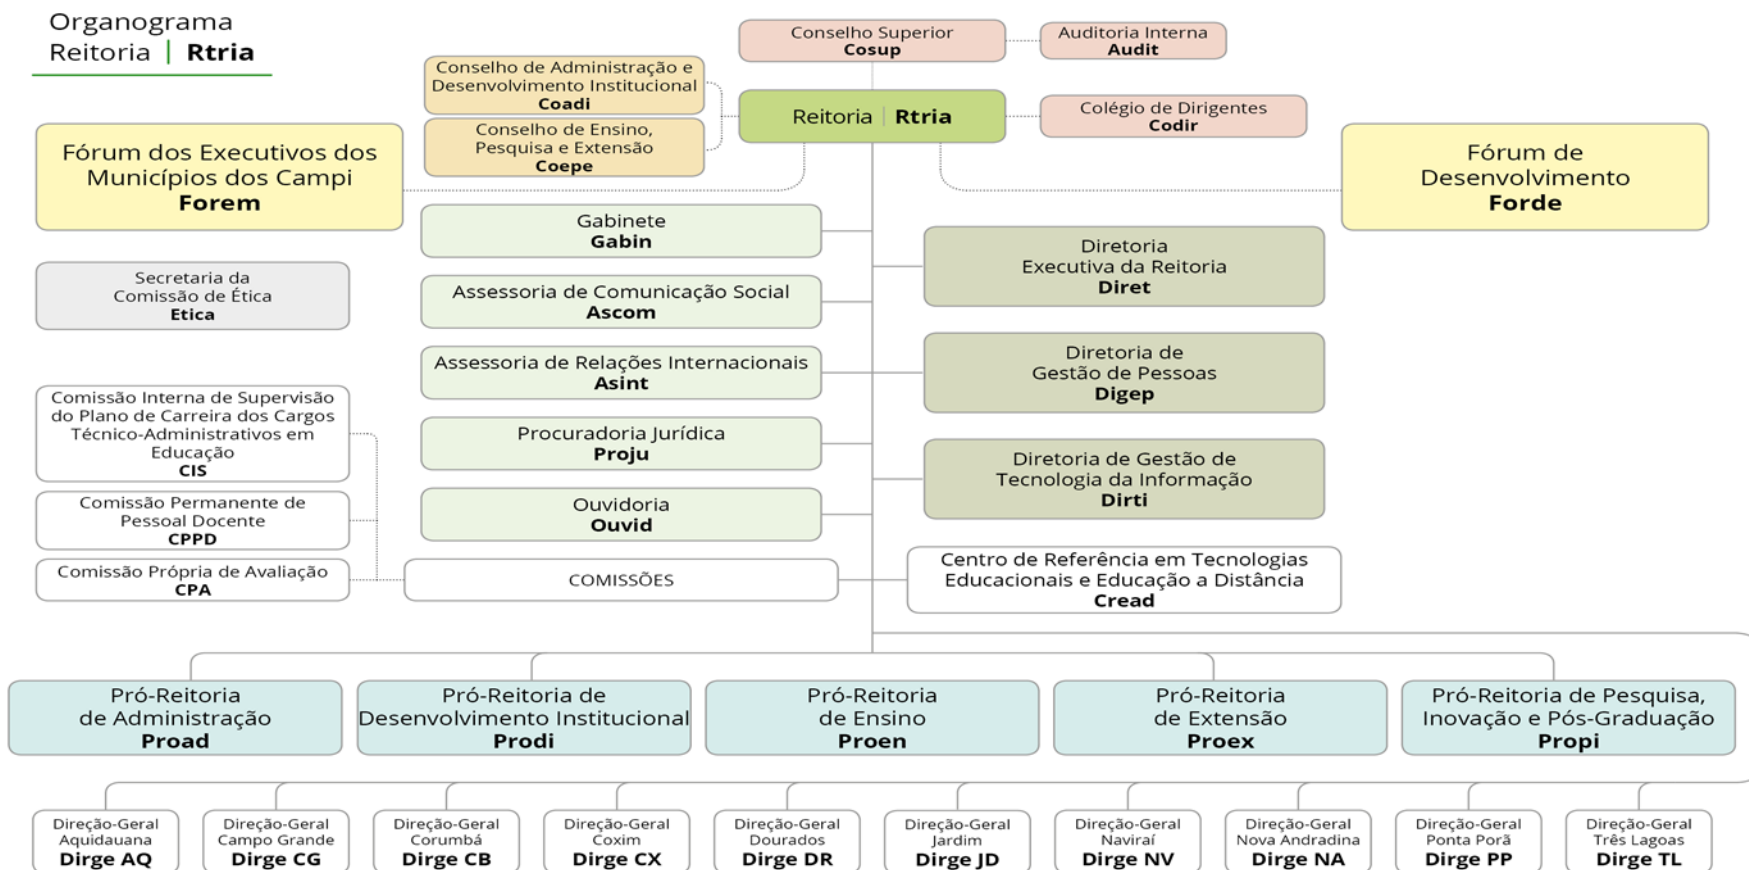 Organograma
Reitoria | Rtria
Conselho Superior
Cosup
Auditoria Interna
Audit
Conselho de Administração e
Desenvolvimento Institucional
Coadi
Conselho de Ensino,
Pesquisa e Extensão
Coepe
Reitoria | Rtria
Colégio de Dirigentes
Codir
Fórum dos Executivos dos
Municípios dos Campi
Forem
Fórum de
Desenvolvimento
Forde
Gabinete
Gabin
Assessoria de Comunicação Social
Ascom
Assessoria de Relações Internacionais
Asint
Procuradoria Jurídica
Proju
Ouvidoria
Ouvid
Diretoria
Executiva da Reitoria
Diret
Diretoria de
Gestão de Pessoas
Digep
Diretoria de Gestão de
Tecnologia da Informação
Dirti
Secretaria da
Comissão de Ética
Etica
Comissão Interna de Supervisão
do Plano de Carreira dos Cargos
Técnico-Administrativos em
Educação
CIS
Comissão Permanente de
Pessoal Docente
CPPD
Comissão Própria de Avaliação
CPA
COMISSÕES
Centro de Referência em Tecnologias
Educacionais e Educação a Distância
Cread
Pró-Reitoria
de Administração
Proad
Pró-Reitoria de
Desenvolvimento Institucional
Prodi
Pró-Reitoria
de Ensino
Proen
Pró-Reitoria
de Extensão
Proex
Pró-Reitoria de Pesquisa,
Inovação e Pós-Graduação
Propi
Direção-Geral
Aquidauana
Dirge AQ
Direção-Geral
Campo Grande
Dirge CG
Direção-Geral
Corumbá
Dirge CB
Direção-Geral
Coxim
Dirge CX
Direção-Geral
Dourados
Dirge DR
Direção-Geral
Jardim
Dirge JD
Direção-Geral
Naviraí
Dirge NV
Direção-Geral
Nova Andradina
Dirge NA
Direção-Geral
Ponta Porã
Dirge PP
Direção-Geral
Três Lagoas
Dirge TL